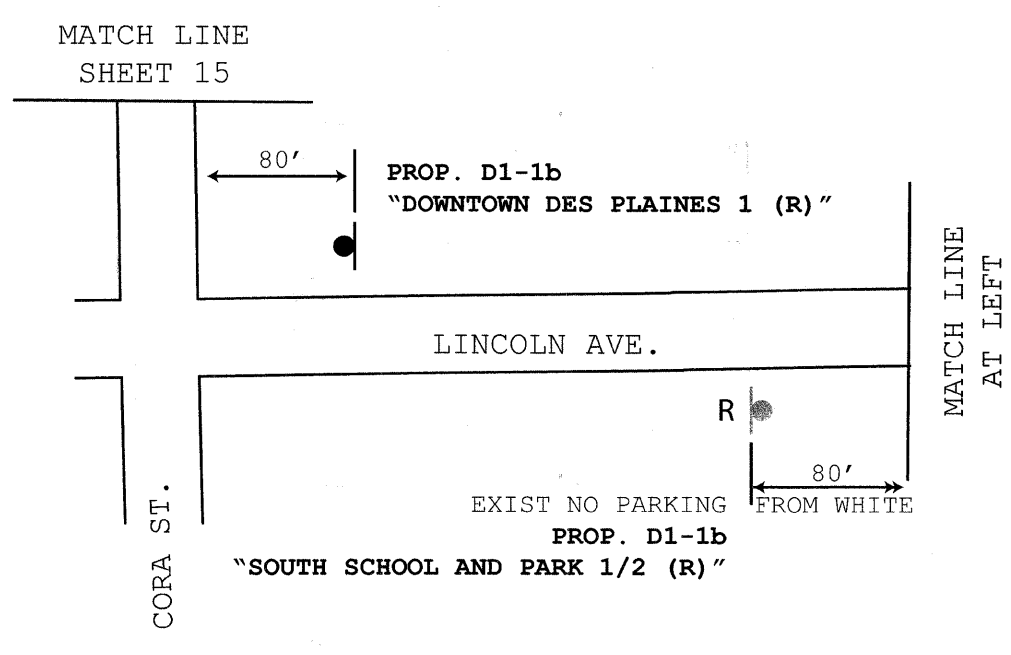 MATCH LINE
SHEET 15
80′
PROP. D1-1b
“DOWNTOWN DES PLAINES 1 (R)”
MATCH LINE
AT LEFT
LINCOLN AVE.
R
80′
EXIST NO PARKING
FROM WHITE
PROP. D1-1b
“SOUTH SCHOOL AND PARK 1/2 (R)”
CORA ST.